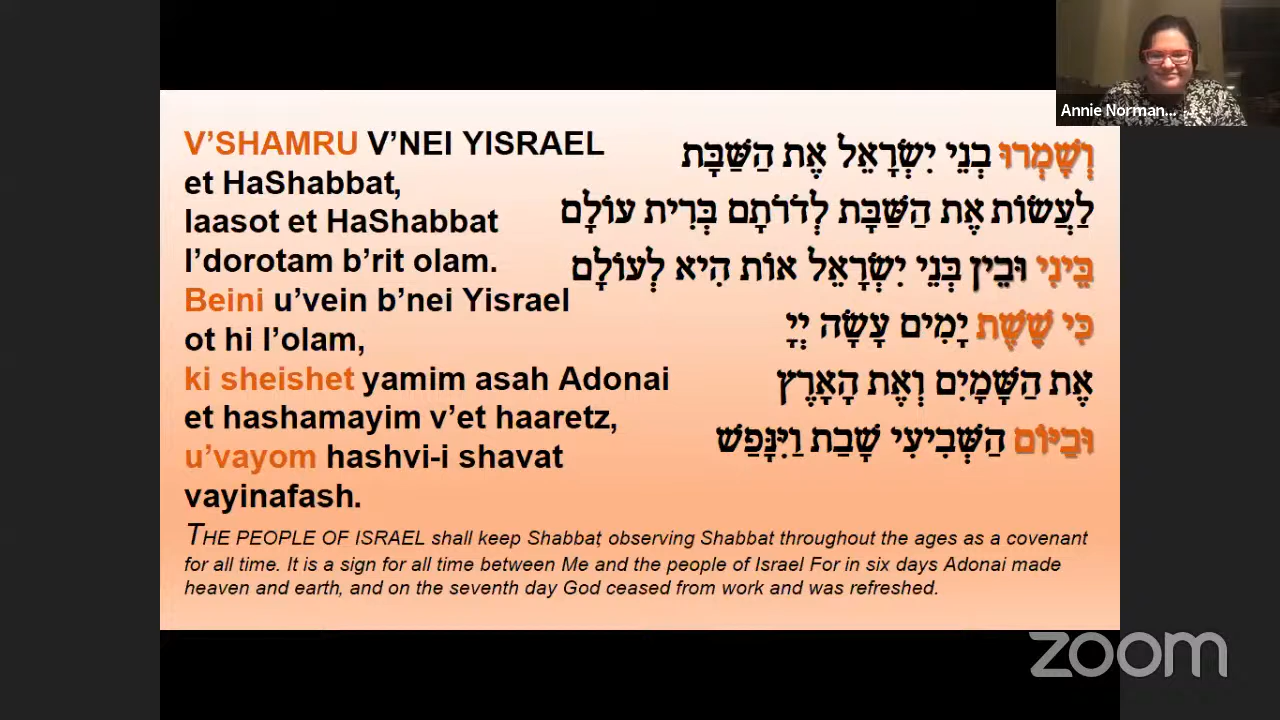 V’SHAMRU V’NEI YISRAEL
et HaShabbat,
laasot et HaShabbat
l’dorotam b’rit olam.
Beini u’vein b’nei Yisrael
ot hi l’olam,
ki sheishet yamim asah Adonai
et hashamayim v’et haaretz,
u’vayom hashvi-i shavat
vayinafash.
וְשָׁמְרוּ בְנֵי יִשְׂרָאֵל אֶת הַשַּׁבָּת
לַעֲשׂוֹת אֶת הַשַּׁבָּת לְדֹרֹתָם בְּרִית עוֹלָם
בֵּינִי וּבֵין בְּנֵי יִשְׂרָאֵל אוֹת הִיא לְעוֹלָם
כִּי שֵׁשֶׁת יָמִים עָשָׂה יְיָ
אֶת הַשָּׁמַיִם וְאֶת הָאָרֶץ
וּבַיּוֹם הַשְּׁבִיעִי שָׁבַת וַיִּנָּפַשׁ
THE PEOPLE OF ISRAEL shall keep Shabbat, observing Shabbat throughout the ages as a covenant
for all time. It is a sign for all time between Me and the people of Israel For in six days Adonai made
heaven and earth, and on the seventh day God ceased from work and was refreshed.
Annie Norman...
zoom